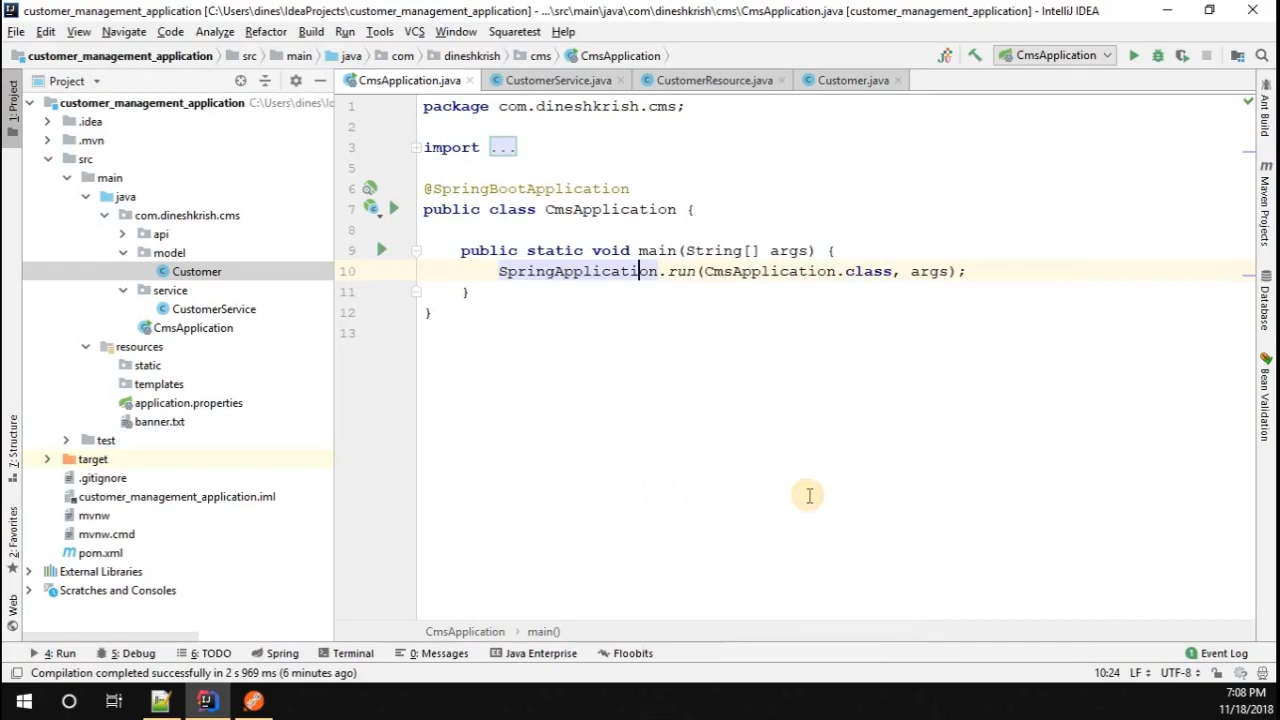 customer_management_application [C:\Users\dines\IdeaProjects\customer_management_application] - ...\src\main\java\com\dineshkrish\cms\CmsApplication.java [customer_management_application] - IntelliJ IDEA
File Edit View Navigate Code Analyze Refactor Build Run Tools VCS Window Squaretest Help
customer_management_application src main java com dineshkrish cms CmsApplication CmsApplication
1: Project
Project
CmsApplication.java CustomerService.java CustomerResource.java Customer.java
customer_management_application C:\Users\dines\Id
.idea
.mvn
src
main
java
com.dineshkrish.cms
api
model
Customer
service
CustomerService
CmsApplication
resources
static
templates
application.properties
banner.txt
test
target
.gitignore
customer_management_application.iml
mvnw
mvnw.cmd
pom.xml
External Libraries
Scratches and Consoles
7: Structure
2: Favorites
Web
1 package com.dineshkrish.cms;
2
3 import ...
5
6 @SpringBootApplication
7 public class CmsApplication {
8
9 public static void main(String[] args) {
10 SpringApplication.run(CmsApplication.class, args);
11 }
12 }
13
Ant Build
Maven Projects
Database
Bean Validation
CmsApplication › main()
4: Run 5: Debug 6: TODO Spring Terminal 0: Messages Java Enterprise Floobits Event Log
Compilation completed successfully in 2 s 969 ms (6 minutes ago) 10:24 LF UTF-8
7:08 PM
11/18/2018